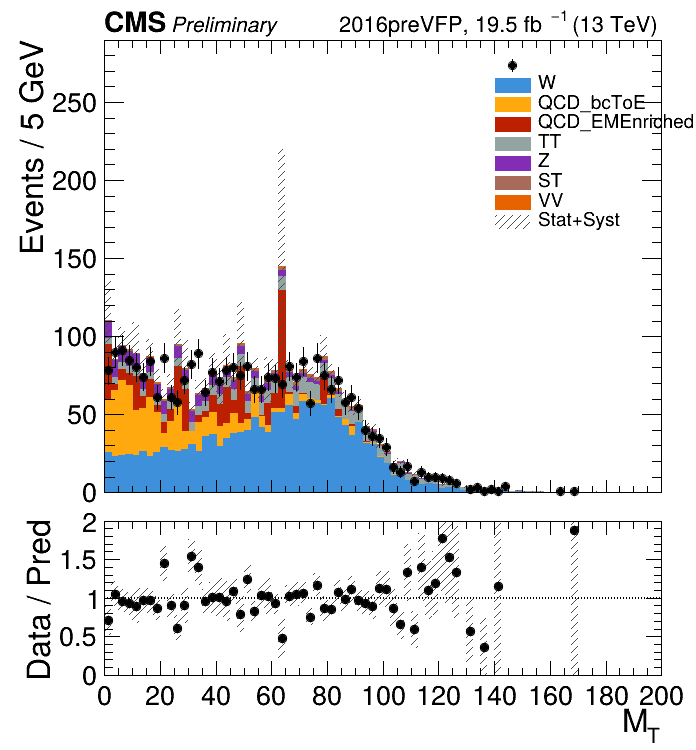 CMS Preliminary 2016preVFP, 19.5 fb⁻¹ (13 TeV)
Events / 5 GeV
250
200
150
100
50
0
W
QCD_bcToE
QCD_EMEnriched
TT
Z
ST
VV
Stat+Syst
Data / Pred
2
1.5
1
0.5
0
0 20 40 60 80 100 120 140 160 180 200
M_T